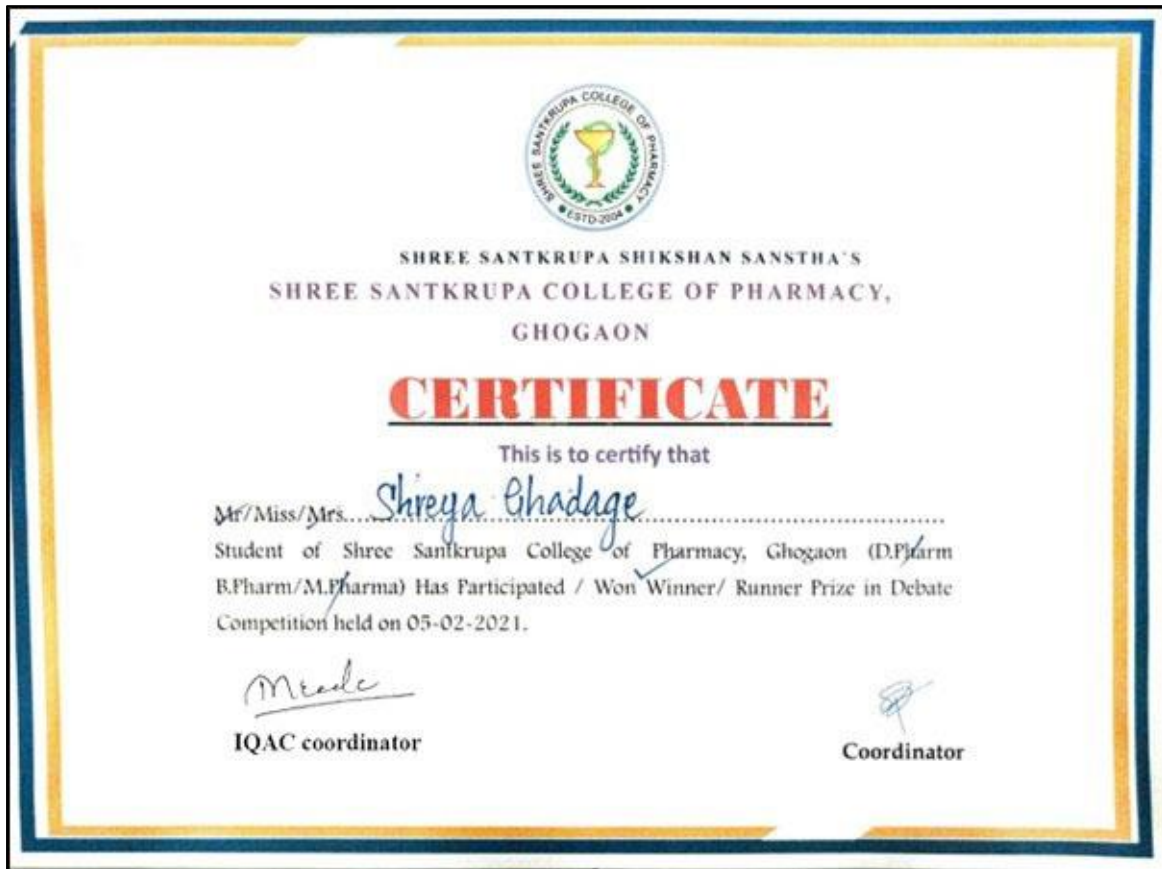 SHREE SANTKRUPA COLLEGE OF PHARMACY
ESTD-2004
SHREE SANTKRUPA SHIKSHAN SANSTHA`S
SHREE SANTKRUPA COLLEGE OF PHARMACY,
GHOGAON
CERTIFICATE
This is to certify that
Mr/Miss/Mrs.... Shreya Ghadage ....................
Student of Shree Santkrupa College of Pharmacy, Ghogaon (D.Pharm
B.Pharm/M.Pharma) Has Participated / Won Winner/ Runner Prize in Debate
Competition held on 05-02-2021.
IQAC coordinator
Coordinator